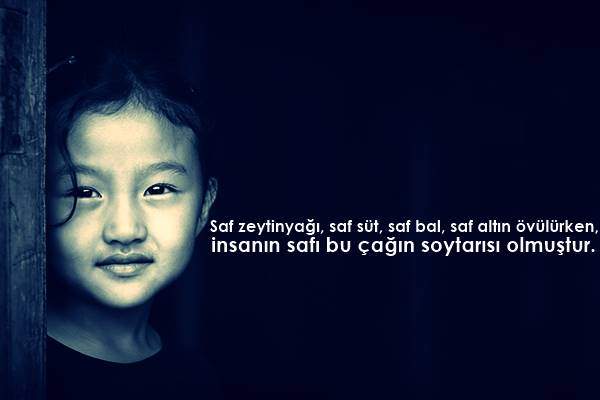 Saf zeytinyağı, saf süt, saf bal, saf altın övülürken,
insanın safı bu çağın soytarısı olmuştur.